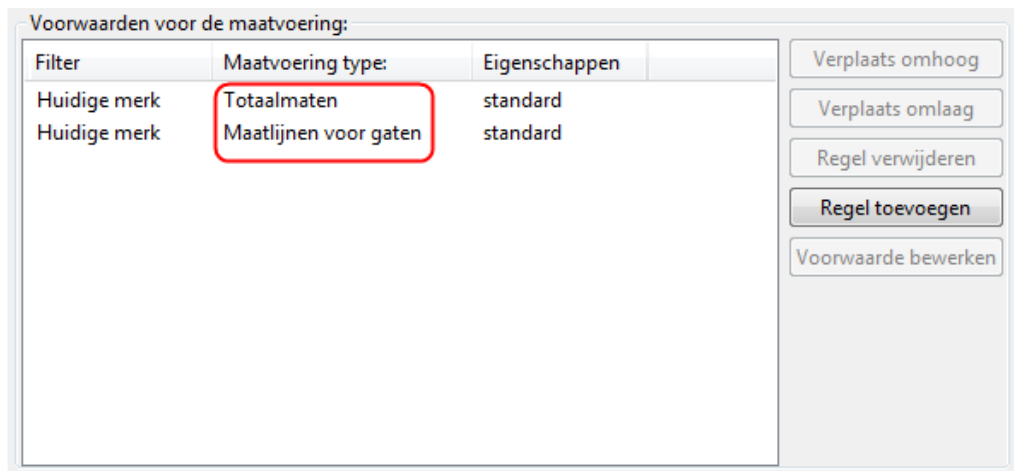 Voorwaarden voor de maatvoering:
Filter Maatvoering type: Eigenschappen
Huidige merk Totaalmaten standard
Huidige merk Maatlijnen voor gaten standard
Verplaats omhoog
Verplaats omlaag
Regel verwijderen
Regel toevoegen
Voorwaarde bewerken